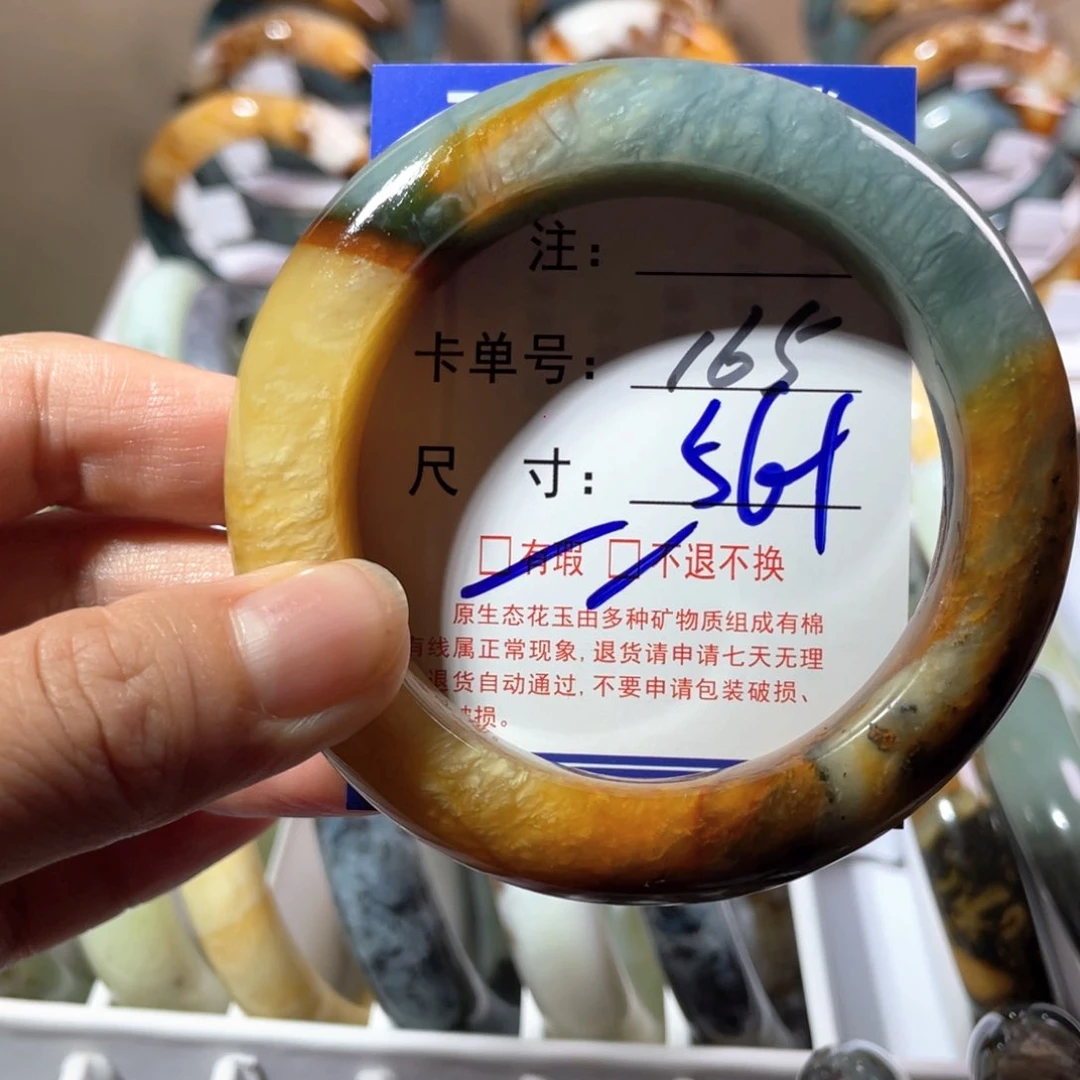 注：
卡单号： 165
尺 寸： 56+
□有瑕 □不退不换
原生态花玉由多种矿物质组成有棉
有线属正常现象，退货请申请七天无理
退货自动通过，不要申请包装破损、
破损。